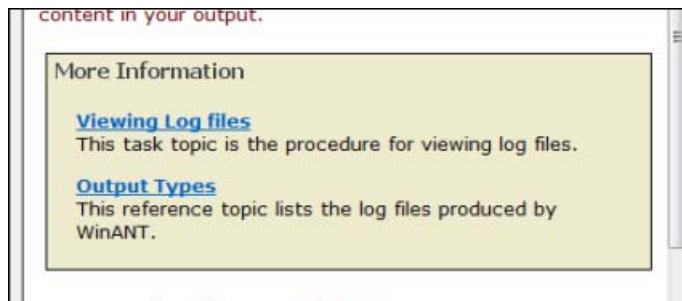 content in your output.
More Information
Viewing Log files
This task topic is the procedure for viewing log files.
Output Types
This reference topic lists the log files produced by
WinANT.